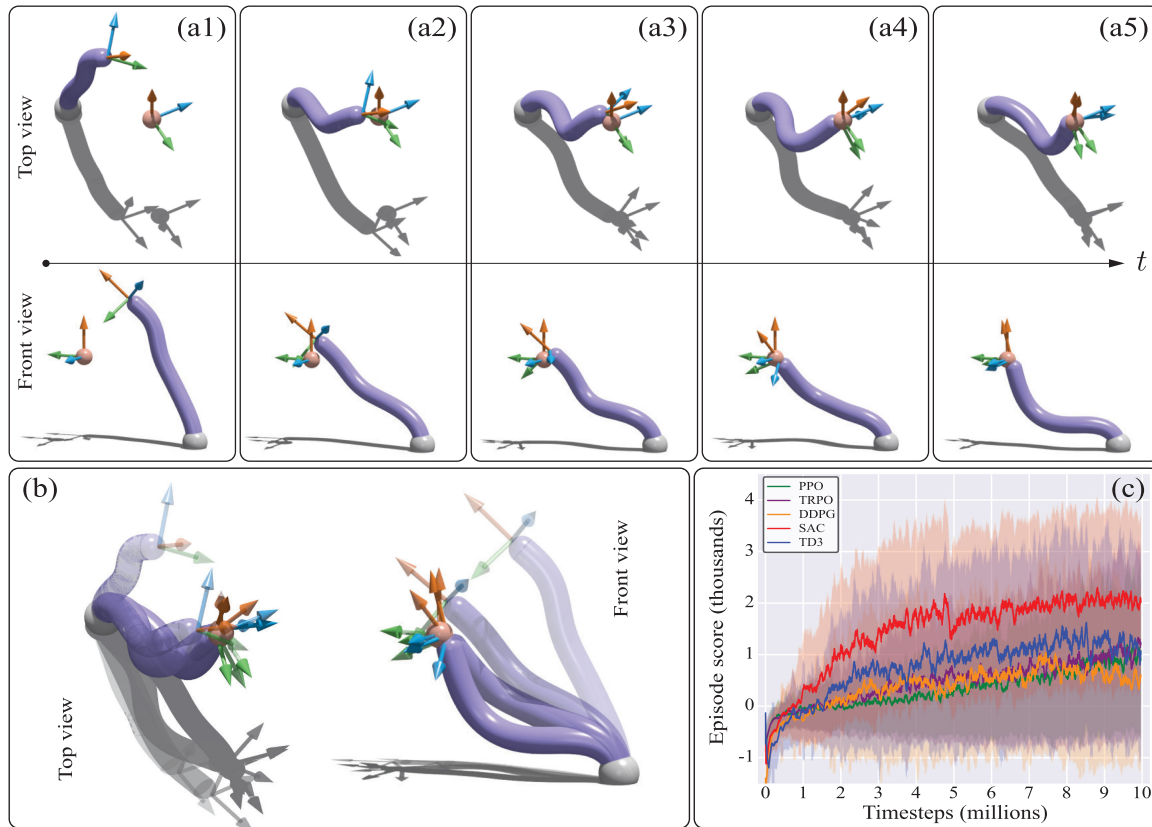 (a1)
(a2)
(a3)
(a4)
(a5)
Top view
t
Front view
(b)
Top view
Front view
(c)
PPO
TRPO
DDPG
SAC
TD3
Episode score (thousands)
4
3
2
1
0
-1
0 1 2 3 4 5 6 7 8 9 10
Timesteps (millions)